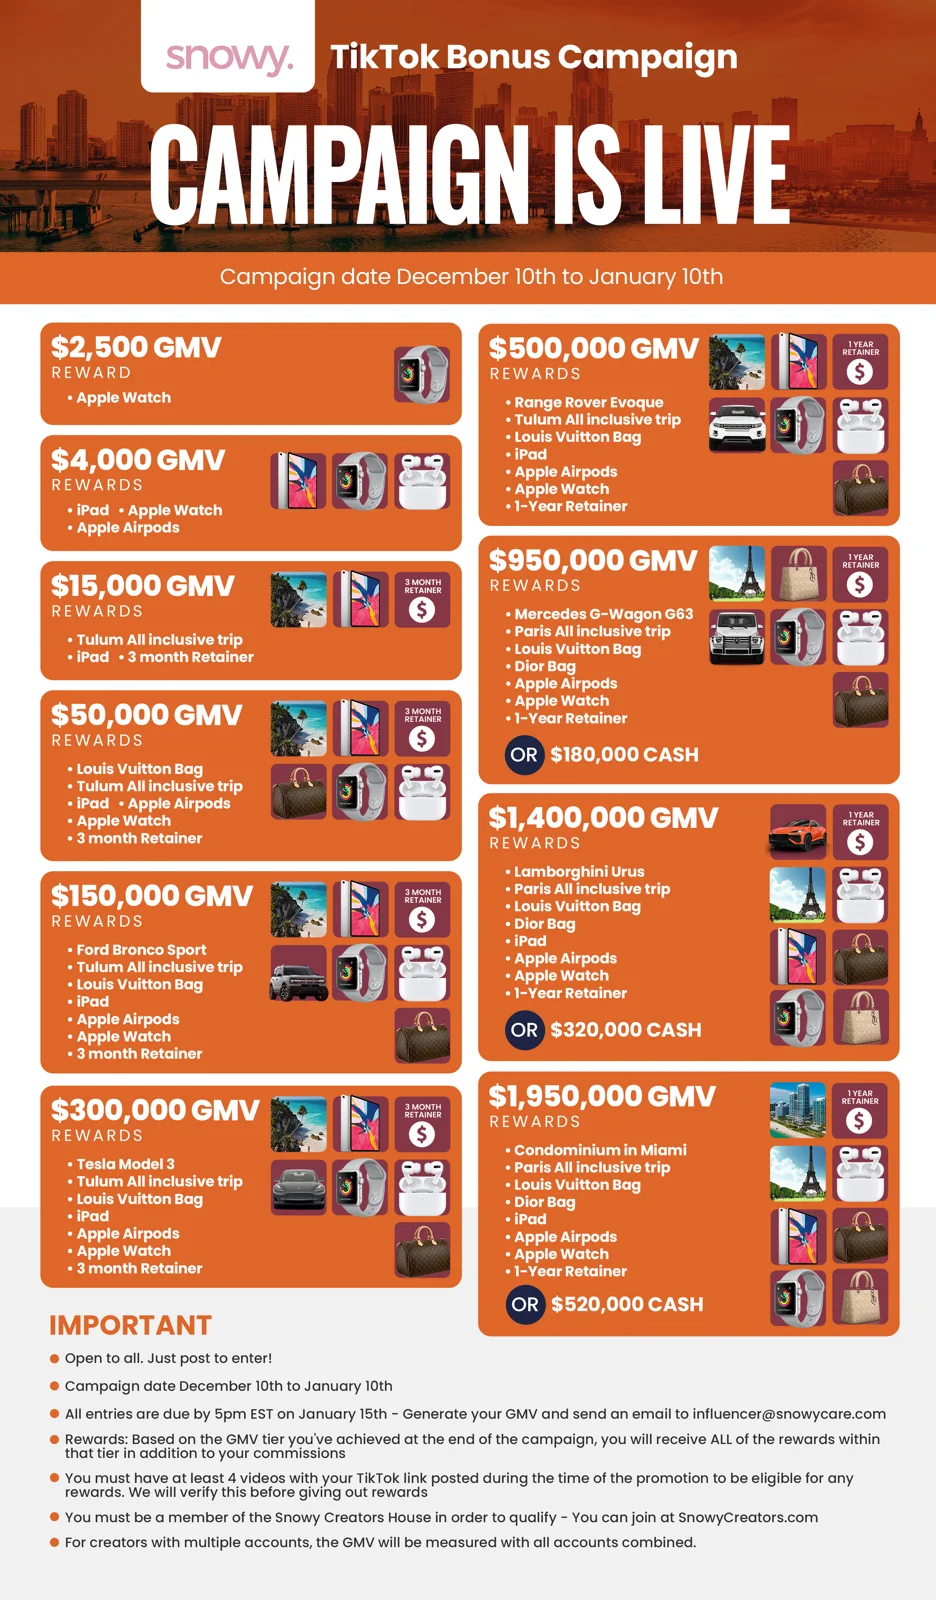 snowy.
TikTok Bonus Campaign
CAMPAIGN IS LIVE
Campaign date December 10th to January 10th
$2,500 GMV
REWARD
• Apple Watch
$4,000 GMV
REWARDS
• iPad • Apple Watch
• Apple Airpods
$15,000 GMV
REWARDS
3 MONTH
RETAINER
$
• Tulum All inclusive trip
• iPad • 3 month Retainer
$50,000 GMV
REWARDS
3 MONTH
RETAINER
$
• Louis Vuitton Bag
• Tulum All inclusive trip
• iPad • Apple Airpods
• Apple Watch
• 3 month Retainer
$150,000 GMV
REWARDS
3 MONTH
RETAINER
$
• Ford Bronco Sport
• Tulum All inclusive trip
• Louis Vuitton Bag
• iPad
• Apple Airpods
• Apple Watch
• 3 month Retainer
$300,000 GMV
REWARDS
3 MONTH
RETAINER
$
• Tesla Model 3
• Tulum All inclusive trip
• Louis Vuitton Bag
• iPad
• Apple Airpods
• Apple Watch
• 3 month Retainer
$500,000 GMV
REWARDS
1 YEAR
RETAINER
$
• Range Rover Evoque
• Tulum All inclusive trip
• Louis Vuitton Bag
• iPad
• Apple Airpods
• Apple Watch
• 1-Year Retainer
$950,000 GMV
REWARDS
1 YEAR
RETAINER
$
• Mercedes G-Wagon G63
• Paris All inclusive trip
• Louis Vuitton Bag
• Dior Bag
• Apple Airpods
• Apple Watch
• 1-Year Retainer
OR $180,000 CASH
$1,400,000 GMV
REWARDS
1 YEAR
RETAINER
$
• Lamborghini Urus
• Paris All inclusive trip
• Louis Vuitton Bag
• Dior Bag
• iPad
• Apple Airpods
• Apple Watch
• 1-Year Retainer
OR $320,000 CASH
$1,950,000 GMV
REWARDS
1 YEAR
RETAINER
$
• Condominium in Miami
• Paris All inclusive trip
• Louis Vuitton Bag
• Dior Bag
• iPad
• Apple Airpods
• Apple Watch
• 1-Year Retainer
OR $520,000 CASH
IMPORTANT
• Open to all. Just post to enter!
• Campaign date December 10th to January 10th
• All entries are due by 5pm EST on January 15th - Generate your GMV and send an email to influencer@snowycare.com
• Rewards: Based on the GMV tier you've achieved at the end of the campaign, you will receive ALL of the rewards within
that tier in addition to your commissions
• You must have at least 4 videos with your TikTok link posted during the time of the promotion to be eligible for any
rewards. We will verify this before giving out rewards
• You must be a member of the Snowy Creators House in order to qualify - You can join at SnowyCreators.com
• For creators with multiple accounts, the GMV will be measured with all accounts combined.